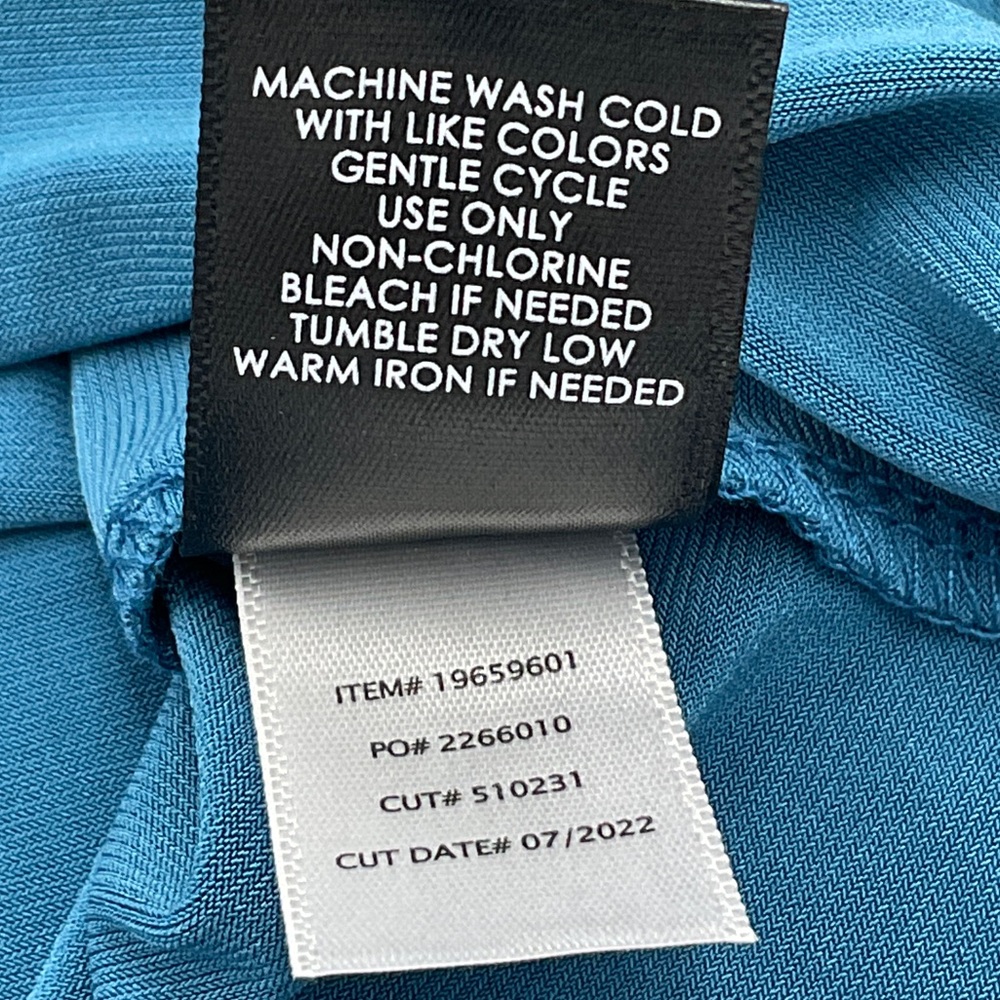 MACHINE WASH COLD
WITH LIKE COLORS
GENTLE CYCLE
USE ONLY
NON-CHLORINE
BLEACH IF NEEDED
TUMBLE DRY LOW
WARM IRON IF NEEDED
ITEM# 19659601
PO# 2266010
CUT# 510231
CUT DATE# 07/2022